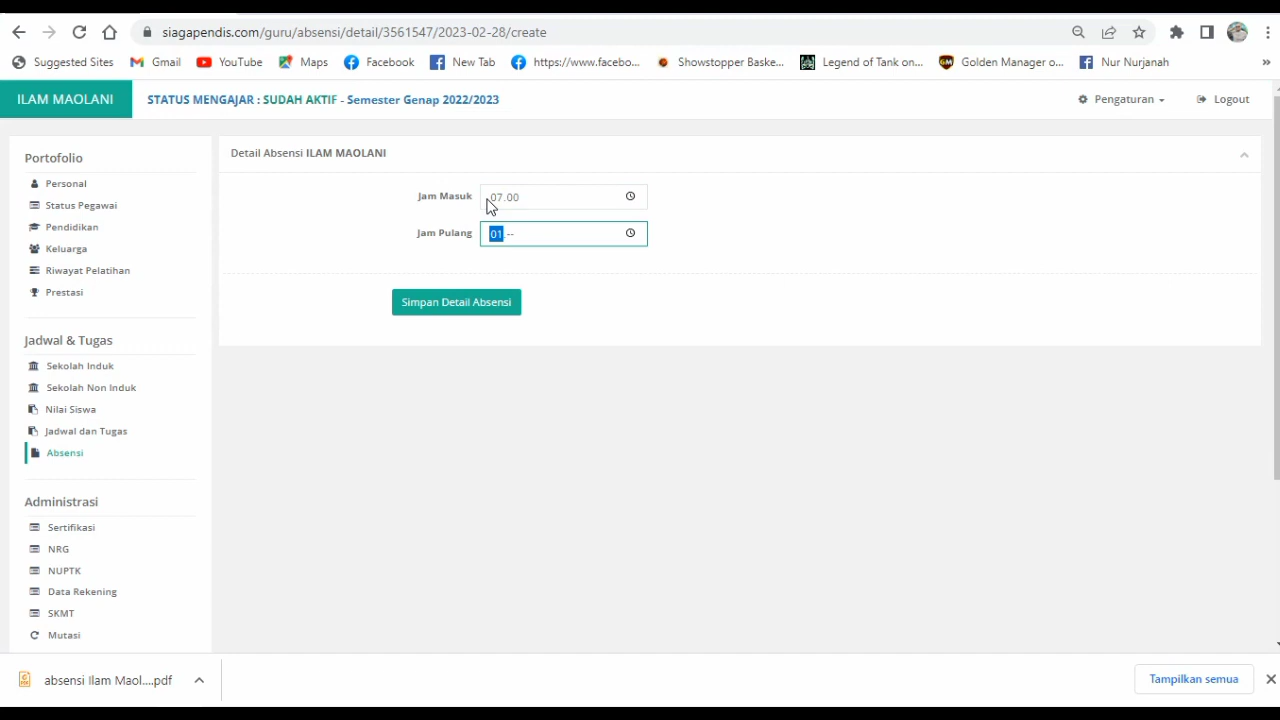 siagapendis.com/guru/absensi/detail/3561547/2023-02-28/create
Suggested Sites Gmail YouTube Maps Facebook New Tab https://www.facebo... Showstopper Baske... Legend of Tank on... Golden Manager o... Nur Nurjanah »
ILAM MAOLANI STATUS MENGAJAR : SUDAH AKTIF - Semester Genap 2022/2023 Pengaturan Logout
Portofolio
Personal
Status Pegawai
Pendidikan
Keluarga
Riwayat Pelatihan
Prestasi
Jadwal & Tugas
Sekolah Induk
Sekolah Non Induk
Nilai Siswa
Jadwal dan Tugas
Absensi
Administrasi
Sertifikasi
NRG
NUPTK
Data Rekening
SKMT
Mutasi
Detail Absensi ILAM MAOLANI
Jam Masuk 07.00
Jam Pulang 01.--
Simpan Detail Absensi
absensi Ilam Maol....pdf
Tampilkan semua